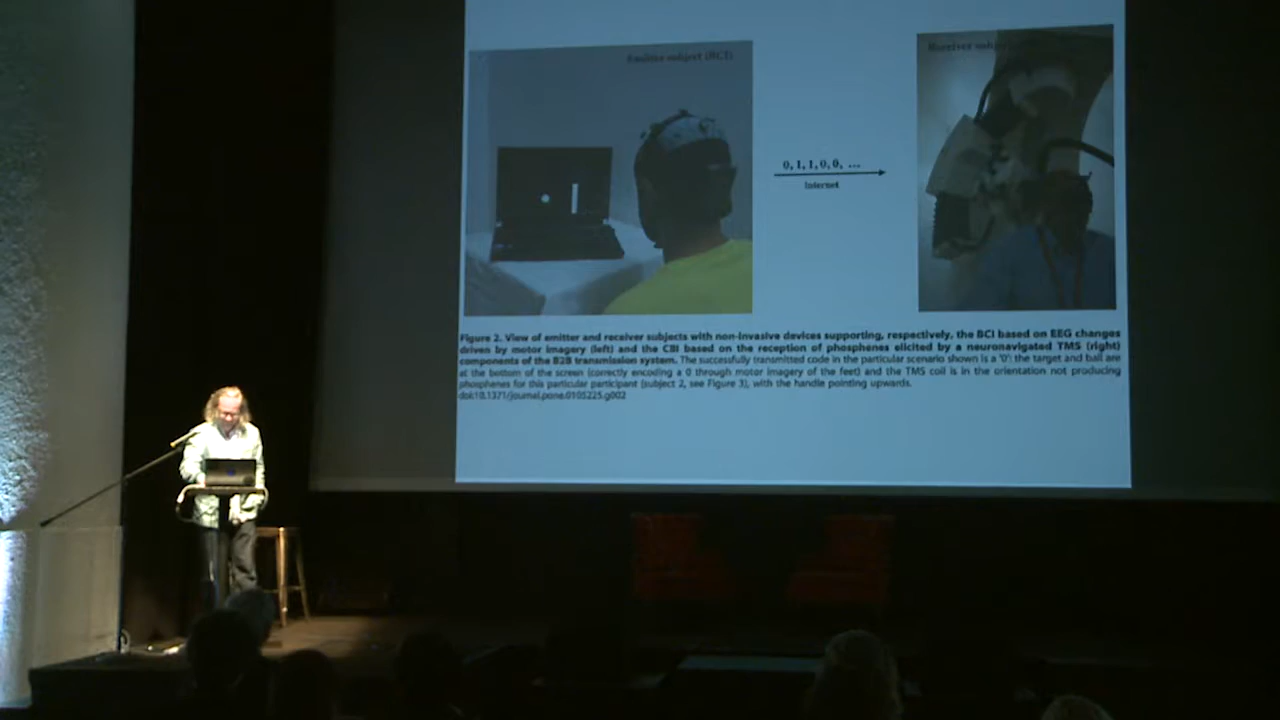 Emitter subject (BCI)
Receiver
0, 1, 1, 0, 0, ...
Internet
Figure 2. View of emitter and receiver subjects with non-invasive devices supporting, respectively, the BCI based on EEG changes
driven by motor imagery (left) and the CBI based on the reception of phosphenes elicited by a neuronavigated TMS (right)
components of the B2B transmission system. The successfully transmitted code in the particular scenario shown is a '0': the target and ball are
at the bottom of the screen (correctly encoding a 0 through motor imagery of the feet) and the TMS coil is in the orientation not producing
phosphenes for this particular participant (subject 2, see Figure 3), with the handle pointing upwards.
doi:10.1371/journal.pone.0105225.g002